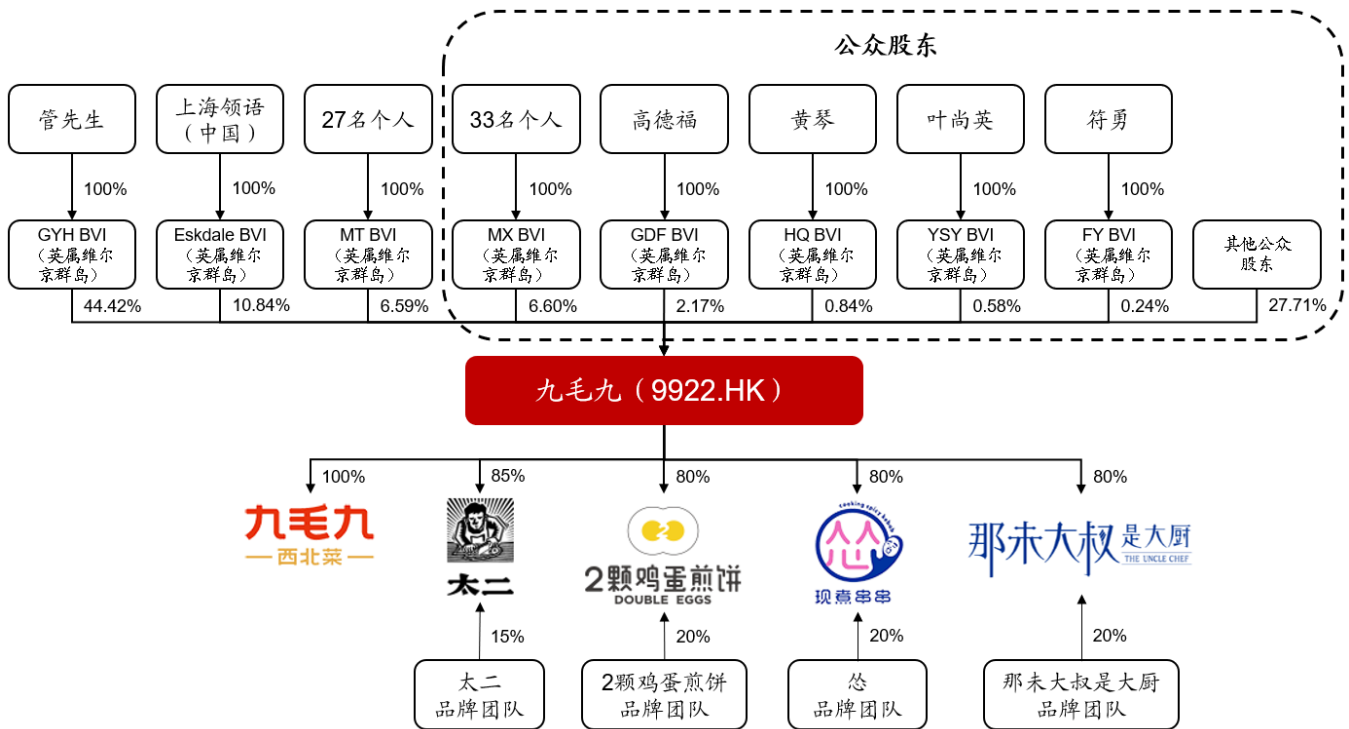 公众股东
管先生
上海领语
（中国）
27名个人
33名个人
高德福
黄琴
叶尚英
符勇
100%
100%
100%
100%
100%
100%
100%
100%
GYH BVI
（英属维尔
京群岛）
Eskdale BVI
（英属维尔
京群岛）
MT BVI
（英属维尔
京群岛）
MX BVI
（英属维尔
京群岛）
GDF BVI
（英属维尔
京群岛）
HQ BVI
（英属维尔
京群岛）
YSY BVI
（英属维尔
京群岛）
FY BVI
（英属维尔
京群岛）
其他公众
股东
44.42%
10.84%
6.59%
6.60%
2.17%
0.84%
0.58%
0.24%
27.71%
九毛九（9922.HK）
100%
85%
80%
80%
80%
九毛九
西北菜
太二
2颗鸡蛋煎饼
DOUBLE EGGS
cooking spicy kabob
怂
现煮串串
那未大叔是大厨
THE UNCLE CHEF
15%
20%
20%
20%
太二
品牌团队
2颗鸡蛋煎饼
品牌团队
怂
品牌团队
那未大叔是大厨
品牌团队